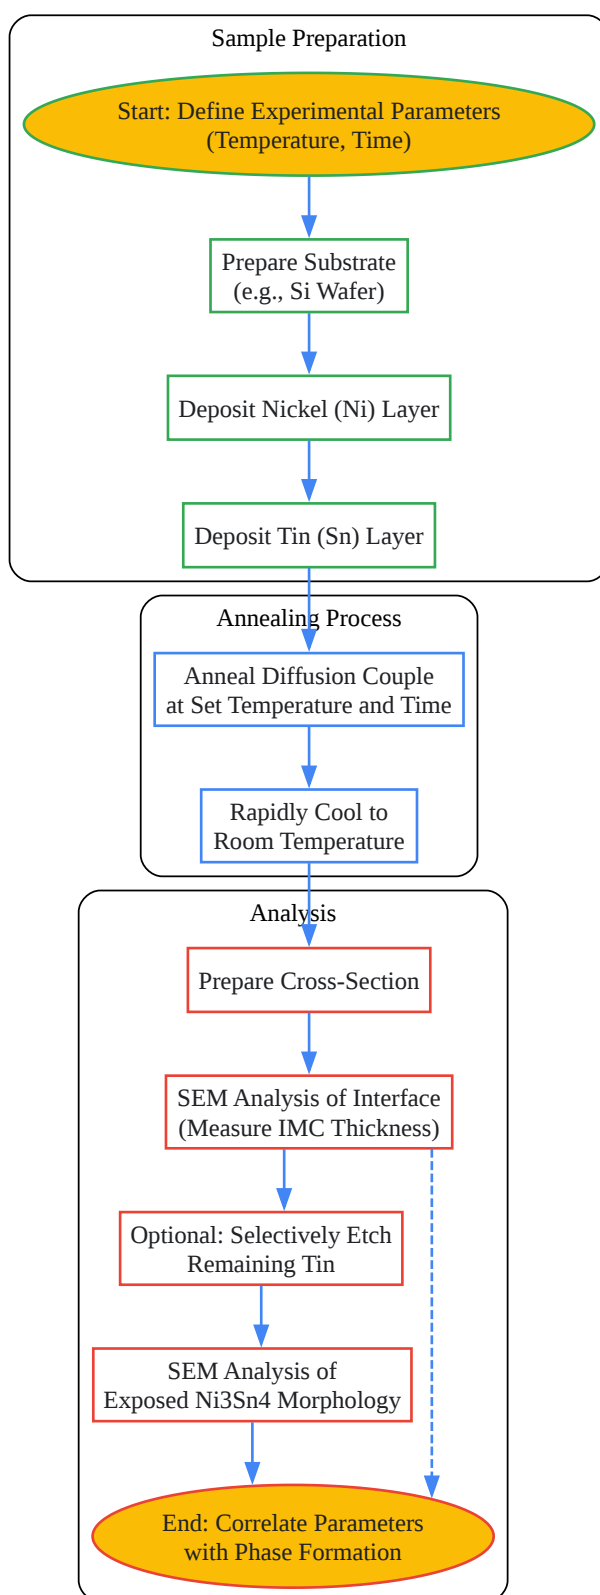 Sample Preparation
Start: Define Experimental Parameters
(Temperature, Time)
Prepare Substrate
(e.g., Si Wafer)
Deposit Nickel (Ni) Layer
Deposit Tin (Sn) Layer
Annealing Process
Anneal Diffusion Couple
at Set Temperature and Time
Rapidly Cool to
Room Temperature
Analysis
Prepare Cross-Section
SEM Analysis of Interface
(Measure IMC Thickness)
Optional: Selectively Etch
Remaining Tin
SEM Analysis of
Exposed Ni3Sn4 Morphology
End: Correlate Parameters
with Phase Formation